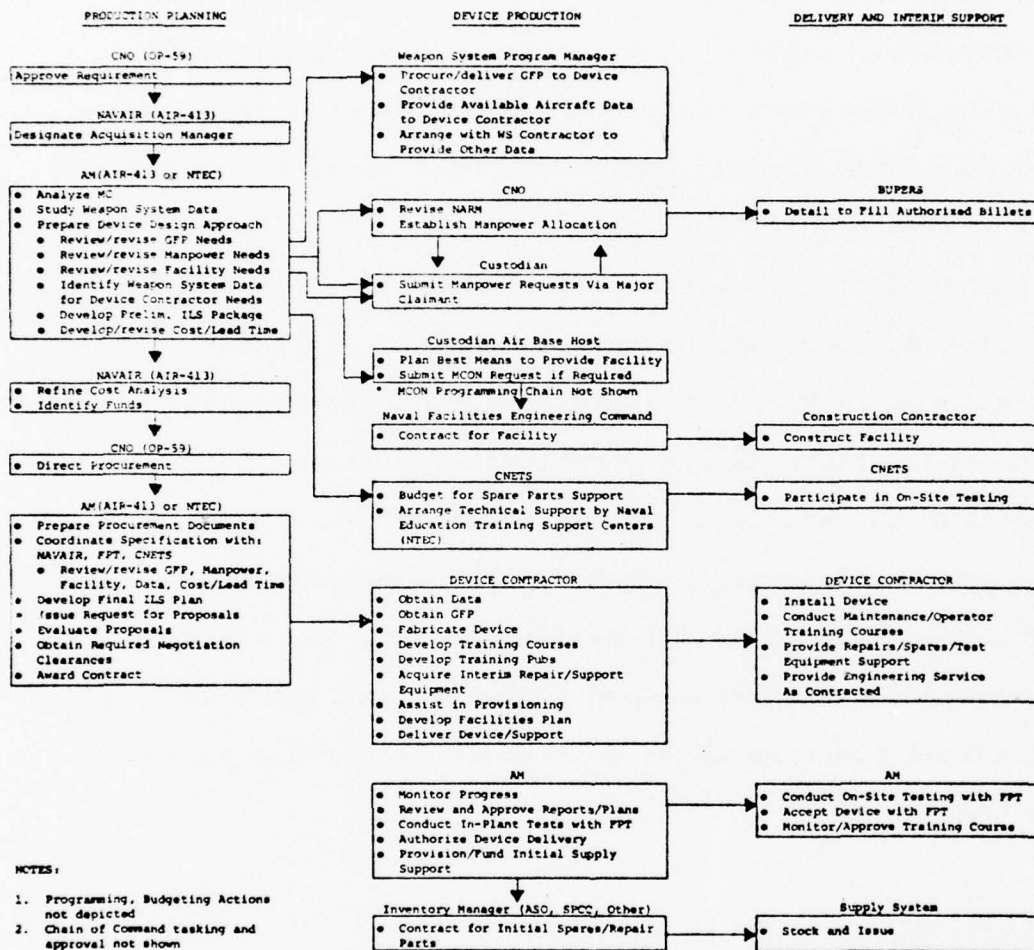 PRODUCTION PLANNING
CNO (OP-59)
Approve Requirement
NAVAIR (AIR-413)
Designate Acquisition Manager
AM(AIR-413 or NTEC)
• Analyze MC
• Study Weapon System Data
• Prepare Device Design Approach
• Review/revise GFP Needs
• Review/revise Manpower Needs
• Review/revise Facility Needs
• Identify Weapon System Data
for Device Contractor Needs
• Develop Prelim. ILS Package
• Develop/revise Cost/Lead Time
NAVAIR (AIR-413)
• Refine Cost Analysis
• Identify Funds
CNO (OP-59)
• Direct Procurement
AM(AIR-413 or NTEC)
• Prepare Procurement Documents
• Coordinate Specification with:
NAVAIR, FPT, CNETS
• Review/revise GFP, Manpower,
Facility, Data, Cost/Lead Time
• Develop Final ILS Plan
• Issue Request for Proposals
• Evaluate Proposals
• Obtain Required Negotiation
Clearances
• Award Contract
NOTES:
1. Programming, Budgeting Actions
not depicted
2. Chain of Command tasking and
approval not shown
DEVICE PRODUCTION
Weapon System Program Manager
• Procure/deliver GFP to Device
Contractor
• Provide Available Aircraft Data
to Device Contractor
• Arrange with WS Contractor to
Provide Other Data
CNO
• Revise NARM
• Establish Manpower Allocation
Custodian
• Submit Manpower Requests Via Major
Claimant
Custodian Air Base Host
• Plan Best Means to Provide Facility
• Submit MCON Request if Required
* MCON Programming Chain Not Shown
Naval Facilities Engineering Command
• Contract for Facility
CNETS
• Budget for Spare Parts Support
• Arrange Technical Support by Naval
Education Training Support Centers
(NTEC)
DEVICE CONTRACTOR
• Obtain Data
• Obtain GFP
• Fabricate Device
• Develop Training Courses
• Develop Training Pubs
• Acquire Interim Repair/Support
Equipment
• Assist in Provisioning
• Develop Facilities Plan
• Deliver Device/Support
AM
• Monitor Progress
• Review and Approve Reports/Plans
• Conduct In-Plant Tests with FPT
• Authorize Device Delivery
• Provision/Fund Initial Supply
Support
Inventory Manager (ASO, SPCC, Other)
• Contract for Initial Spares/Repair
Parts
DELIVERY AND INTERIM SUPPORT
BUPERS
• Detail to Fill Authorized Billets
Construction Contractor
• Construct Facility
CNETS
• Participate in On-Site Testing
DEVICE CONTRACTOR
• Install Device
• Conduct Maintenance/Operator
Training Courses
• Provide Repairs/Spares/Test
Equipment Support
• Provide Engineering Service
As Contracted
AM
• Conduct On-Site Testing with FPT
• Accept Device with FPT
• Monitor/Approve Training Course
Supply System
• Stock and Issue